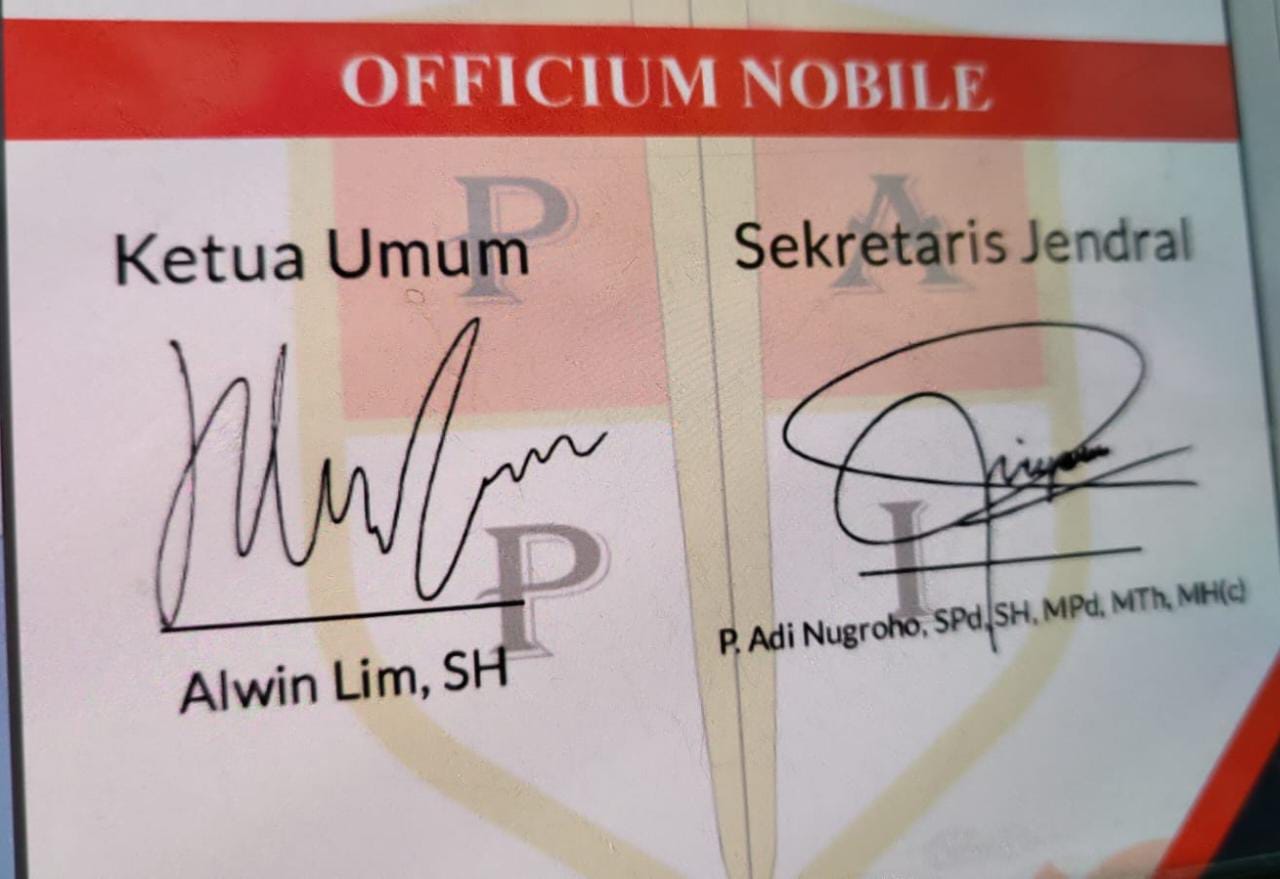 OFFICIUM NOBILE
P A
Ketua Umum
Sekretaris Jendral
P I
Alwin Lim, SH
P. Adi Nugroho, SPd, SH, MPd, MTh, MH(c)